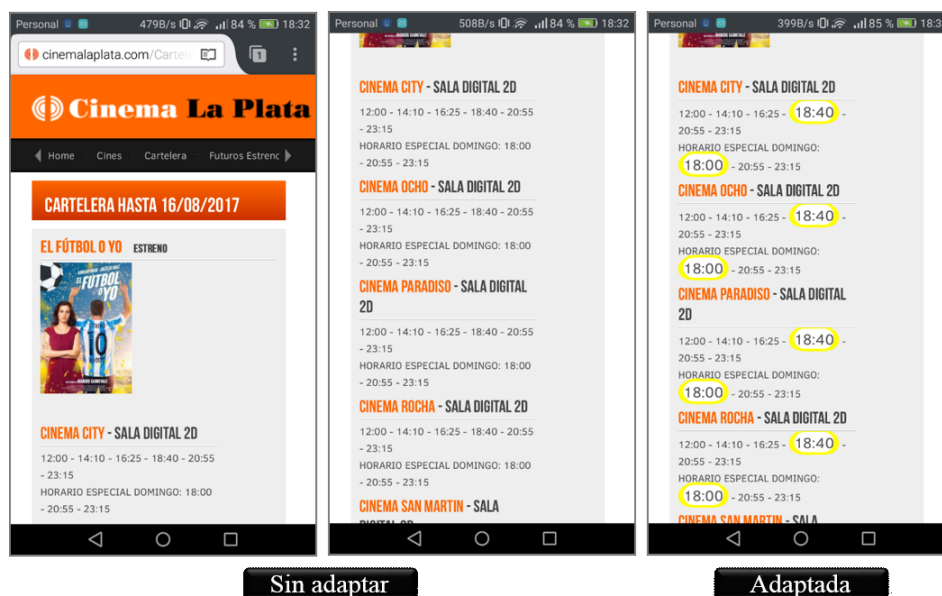 Personal 479B/s 84 % 18:32
cinemalaplata.com/Cartele
1
Cinema La Plata
Home Cines Cartelera Futuros Estrenc
CARTELERA HASTA 16/08/2017
EL FÚTBOL O YO ESTRENO
EL FUTBOL O YO
10
CINEMA CITY - SALA DIGITAL 2D
12:00 - 14:10 - 16:25 - 18:40 - 20:55
- 23:15
HORARIO ESPECIAL DOMINGO: 18:00
- 20:55 - 23:15
Personal 508B/s 84 % 18:32
CINEMA CITY - SALA DIGITAL 2D
12:00 - 14:10 - 16:25 - 18:40 - 20:55
- 23:15
HORARIO ESPECIAL DOMINGO: 18:00
- 20:55 - 23:15
CINEMA OCHO - SALA DIGITAL 2D
12:00 - 14:10 - 16:25 - 18:40 - 20:55
- 23:15
HORARIO ESPECIAL DOMINGO: 18:00
- 20:55 - 23:15
CINEMA PARADISO - SALA DIGITAL
2D
12:00 - 14:10 - 16:25 - 18:40 - 20:55
- 23:15
HORARIO ESPECIAL DOMINGO: 18:00
- 20:55 - 23:15
CINEMA ROCHA - SALA DIGITAL 2D
12:00 - 14:10 - 16:25 - 18:40 - 20:55
- 23:15
HORARIO ESPECIAL DOMINGO: 18:00
- 20:55 - 23:15
CINEMA SAN MARTIN - SALA
DIGITAL 2D
Personal 399B/s 85 % 18:3
CINEMA CITY - SALA DIGITAL 2D
12:00 - 14:10 - 16:25 - 18:40 -
20:55 - 23:15
HORARIO ESPECIAL DOMINGO:
18:00 - 20:55 - 23:15
CINEMA OCHO - SALA DIGITAL 2D
12:00 - 14:10 - 16:25 - 18:40 -
20:55 - 23:15
HORARIO ESPECIAL DOMINGO:
18:00 - 20:55 - 23:15
CINEMA PARADISO - SALA DIGITAL
2D
12:00 - 14:10 - 16:25 - 18:40 -
20:55 - 23:15
HORARIO ESPECIAL DOMINGO:
18:00 - 20:55 - 23:15
CINEMA ROCHA - SALA DIGITAL 2D
12:00 - 14:10 - 16:25 - 18:40 -
20:55 - 23:15
HORARIO ESPECIAL DOMINGO:
18:00 - 20:55 - 23:15
CINEMA SAN MARTIN - SALA
Sin adaptar
Adaptada